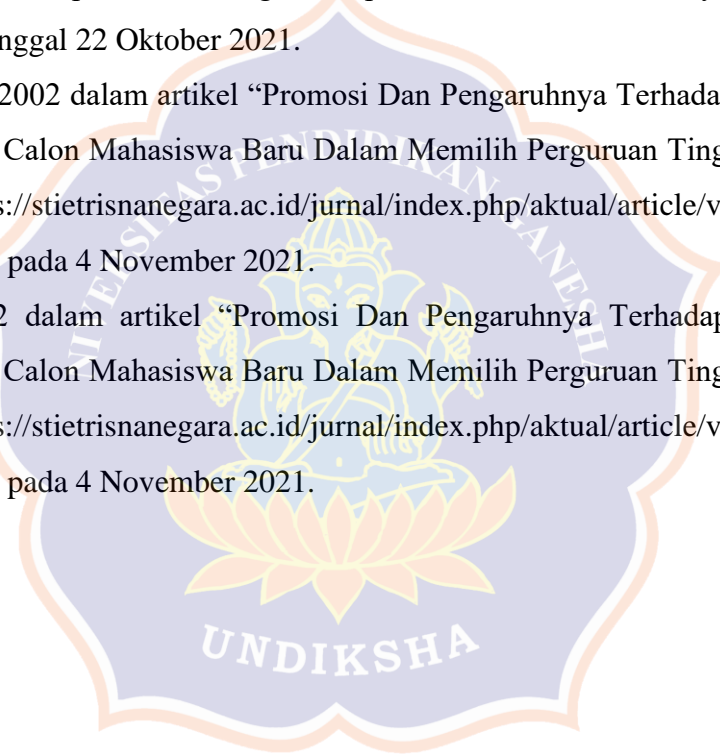 nggal 22 Oktober 2021.
2002 dalam artikel “Promosi Dan Pengaruhnya Terhada
Calon Mahasiswa Baru Dalam Memilih Perguruan Ting
s://stietrisnanegara.ac.id/jurnal/index.php/aktual/article/v
pada 4 November 2021.
2 dalam artikel “Promosi Dan Pengaruhnya Terhadap
Calon Mahasiswa Baru Dalam Memilih Perguruan Ting
s://stietrisnanegara.ac.id/jurnal/index.php/aktual/article/v
pada 4 November 2021.
NIVERSITAS PENDIDIKAN GANESH
UNDIKSHA